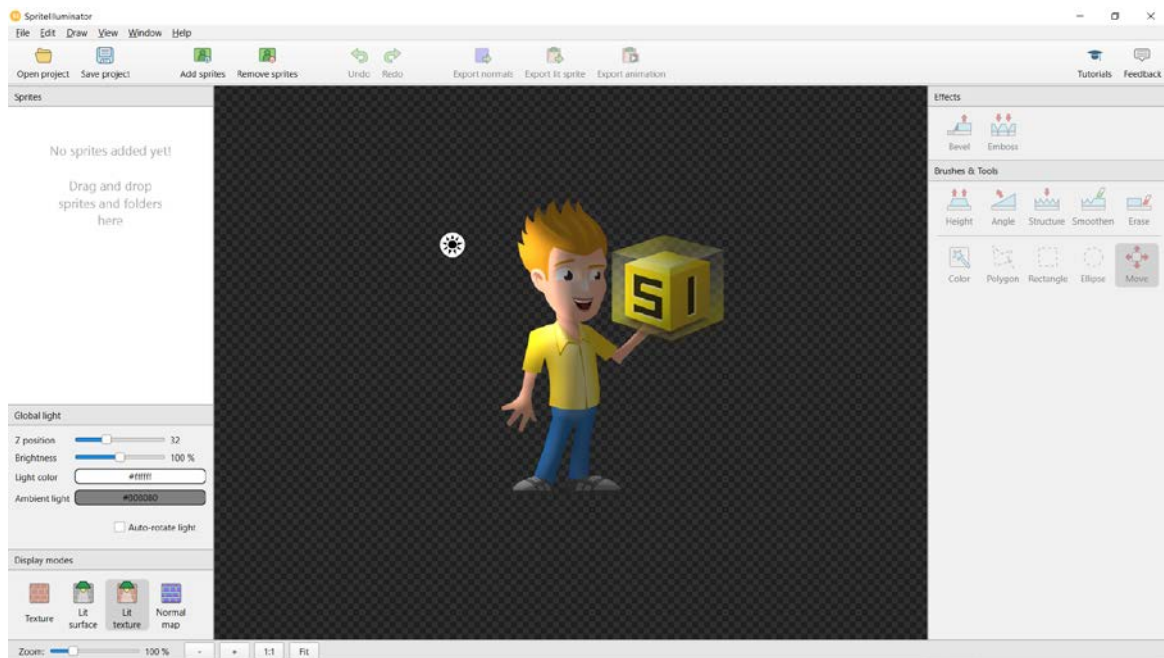 SpriteIlluminator
File Edit Draw View Window Help
Open project Save project Add sprites Remove sprites Undo Redo Export normals Export lit sprite Export animation Tutorials Feedback
Sprites
No sprites added yet!
Drag and drop
sprites and folders
here
Global light
Z position 32
Brightness 100 %
Light color #ffffff
Ambient light
Auto-rotate light
Display modes
Texture
Lit
surface
Lit
texture
Normal
map
Zoom: 100 % - + 1:1 Fit
SI
Effects
Bevel Emboss
Brushes & Tools
Height Angle Structure Smoothen Erase
Color Polygon Rectangle Ellipse Move